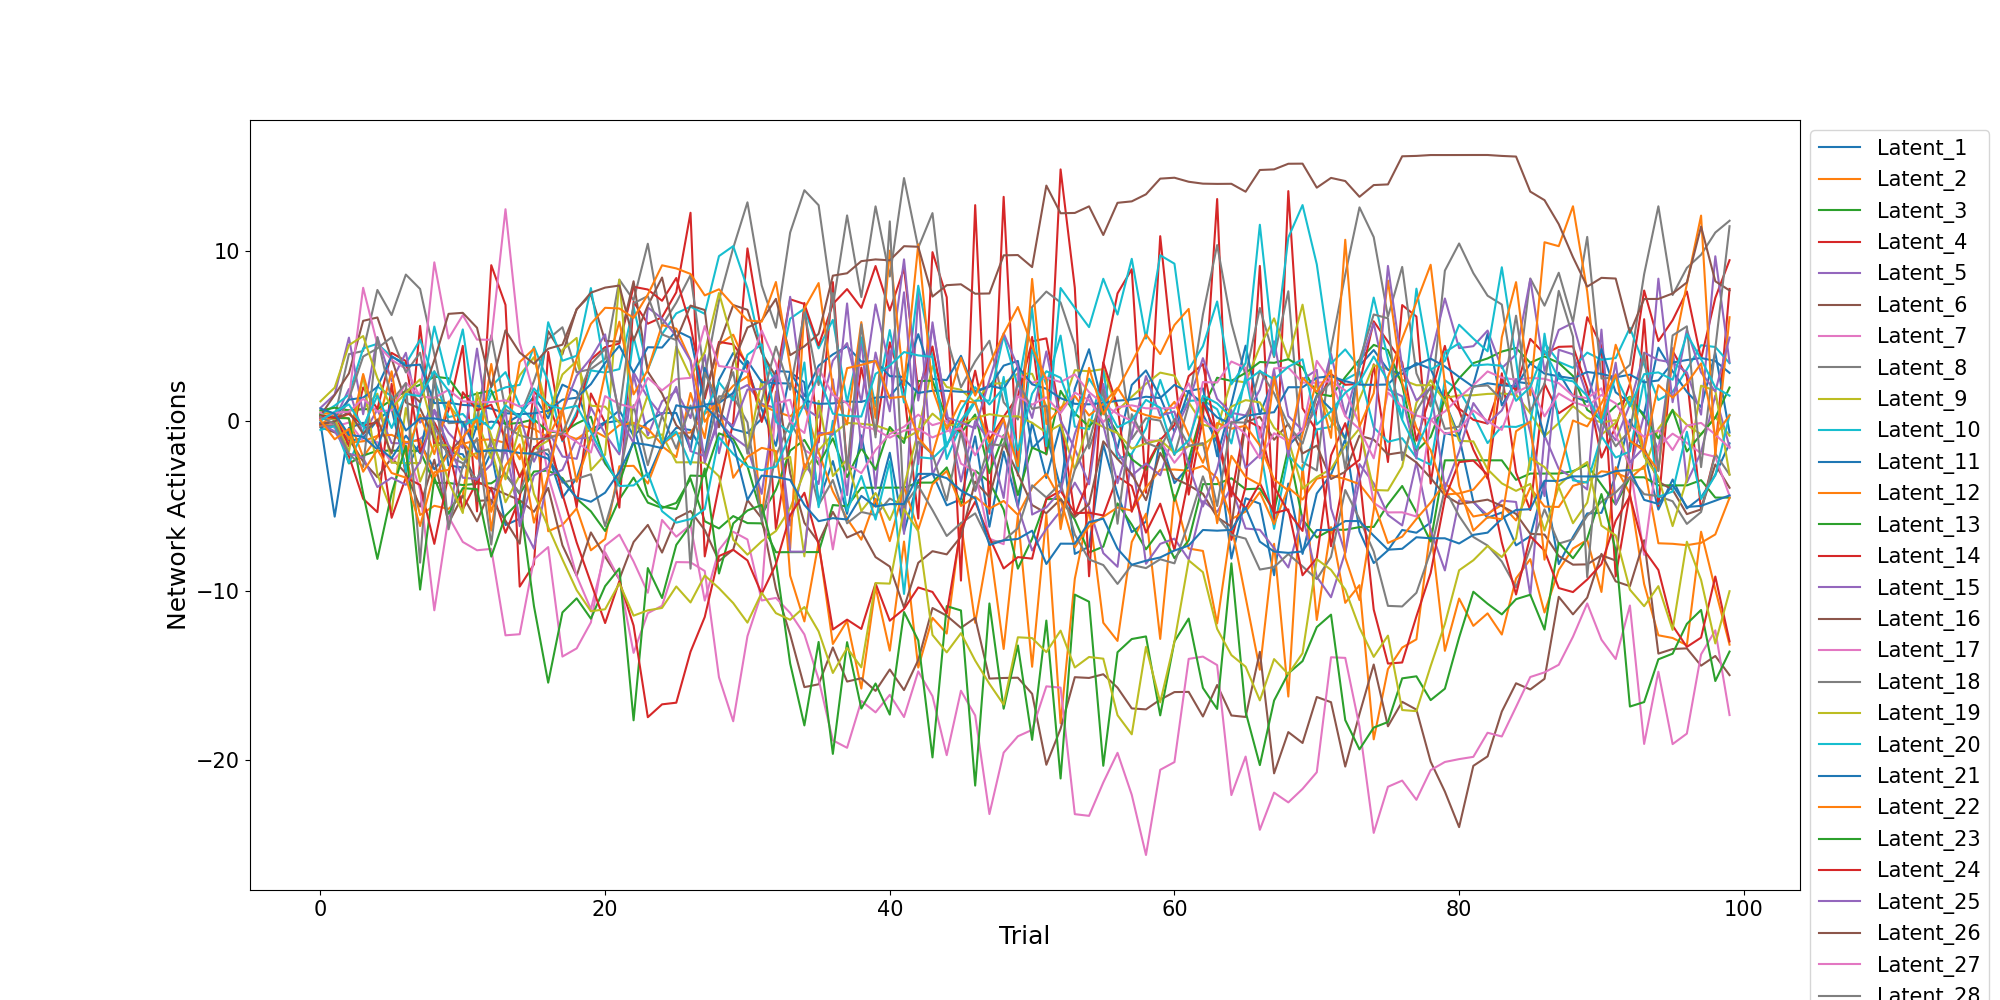 Network Activations
10
0
−10
−20
0 20 40 60 80 100
Trial
Latent_1
Latent_2
Latent_3
Latent_4
Latent_5
Latent_6
Latent_7
Latent_8
Latent_9
Latent_10
Latent_11
Latent_12
Latent_13
Latent_14
Latent_15
Latent_16
Latent_17
Latent_18
Latent_19
Latent_20
Latent_21
Latent_22
Latent_23
Latent_24
Latent_25
Latent_26
Latent_27
Latent_28